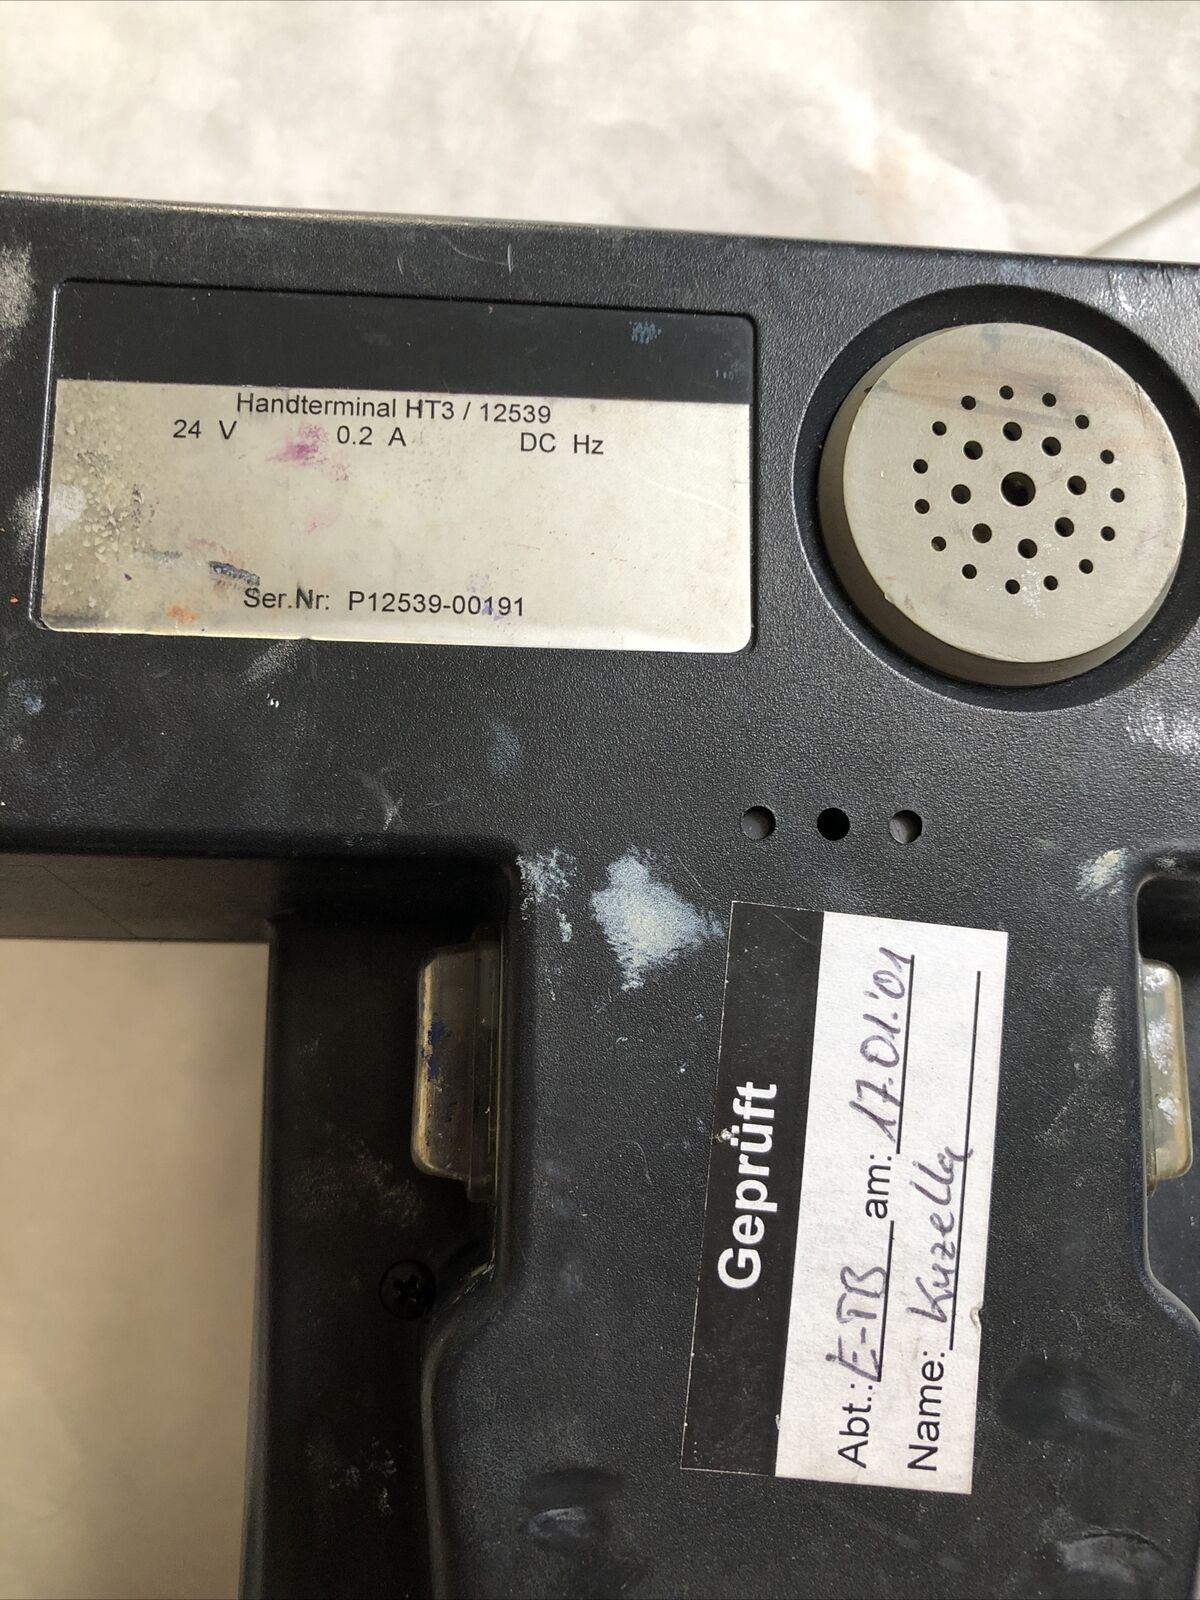 Handterminal HT3 / 12539
24 V 0.2 A DC Hz
Ser.Nr: P12539-00191
Geprüft
Abt.: E-TB am: 17.01.'01
Name: Kuzella